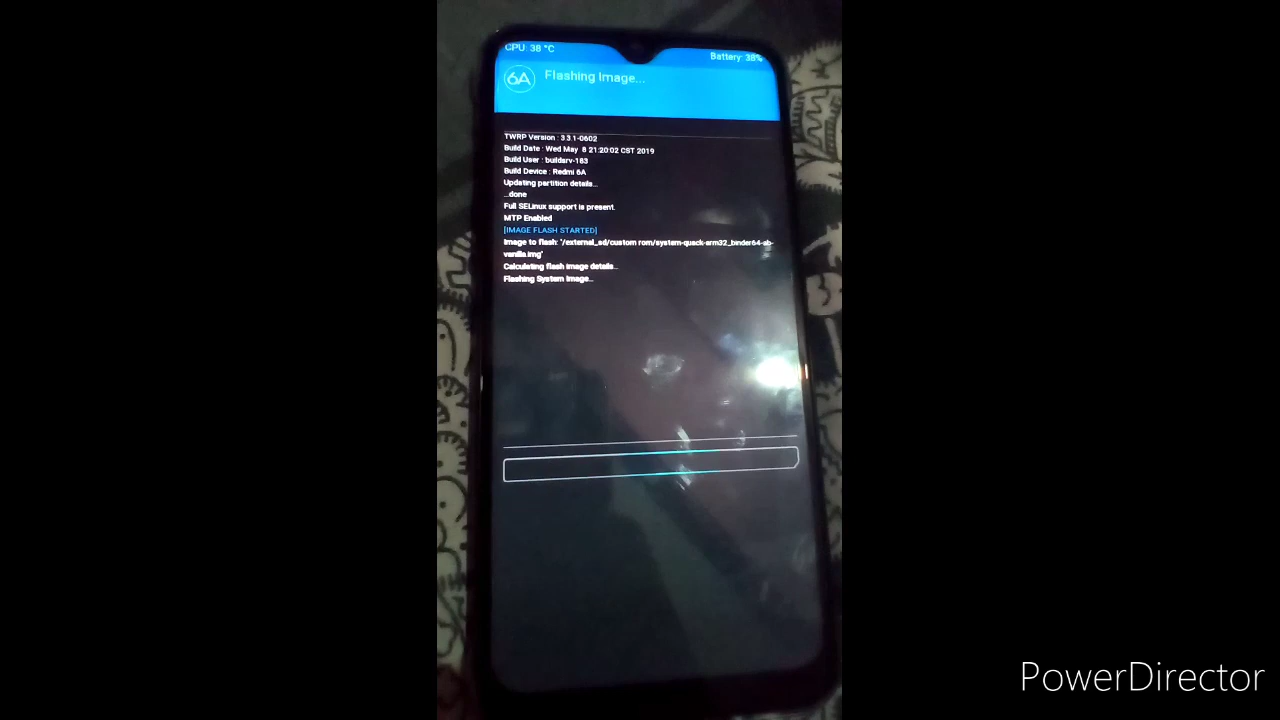 CPU: 38 °C
Battery: 38%
6A
Flashing Image...
TWRP Version : 3.3.1-0602
Build Date : Wed May 8 21:20:02 CST 2019
Build User : buildsrv-183
Build Device : Redmi 6A
Updating partition details...
...done
Full SELinux support is present.
MTP Enabled
[IMAGE FLASH STARTED]
Image to flash: '/external_sd/custom rom/system-quack-arm32_binder64-ab-
vanilla.img'
Calculating flash image details...
Flashing System Image...
PowerDirector